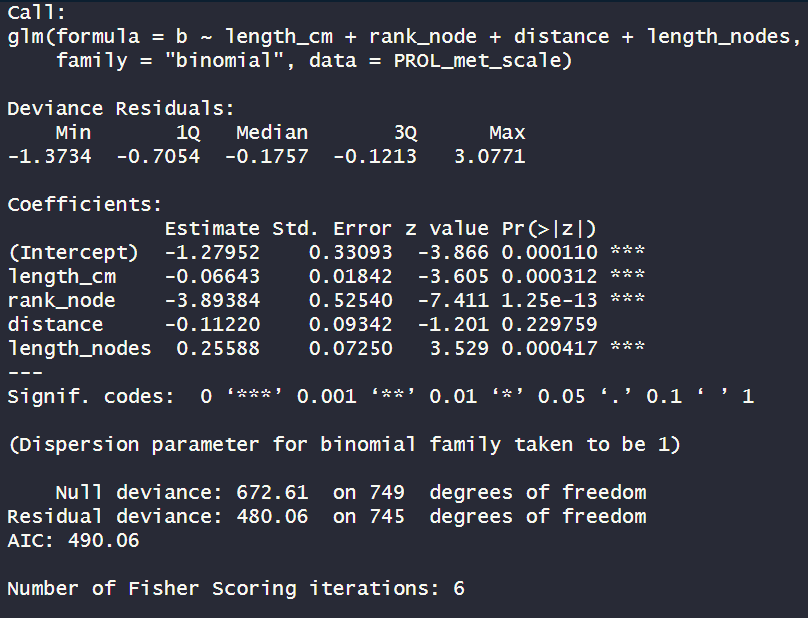 Call:
glm(formula = b ~ length_cm + rank_node + distance + length_nodes,
    family = "binomial", data = PROL_met_scale)

Deviance Residuals:
    Min       1Q   Median       3Q      Max
-1.3734  -0.7054  -0.1757  -0.1213   3.0771

Coefficients:
             Estimate Std. Error z value Pr(>|z|)
(Intercept)  -1.27952    0.33093  -3.866 0.000110 ***
length_cm    -0.06643    0.01842  -3.605 0.000312 ***
rank_node    -3.89384    0.52540  -7.411 1.25e-13 ***
distance     -0.11220    0.09342  -1.201 0.229759
length_nodes  0.25588    0.07250   3.529 0.000417 ***
---
Signif. codes:  0 ‘***’ 0.001 ‘**’ 0.01 ‘*’ 0.05 ‘.’ 0.1 ‘ ’ 1

(Dispersion parameter for binomial family taken to be 1)

    Null deviance: 672.61  on 749  degrees of freedom
Residual deviance: 480.06  on 745  degrees of freedom
AIC: 490.06

Number of Fisher Scoring iterations: 6